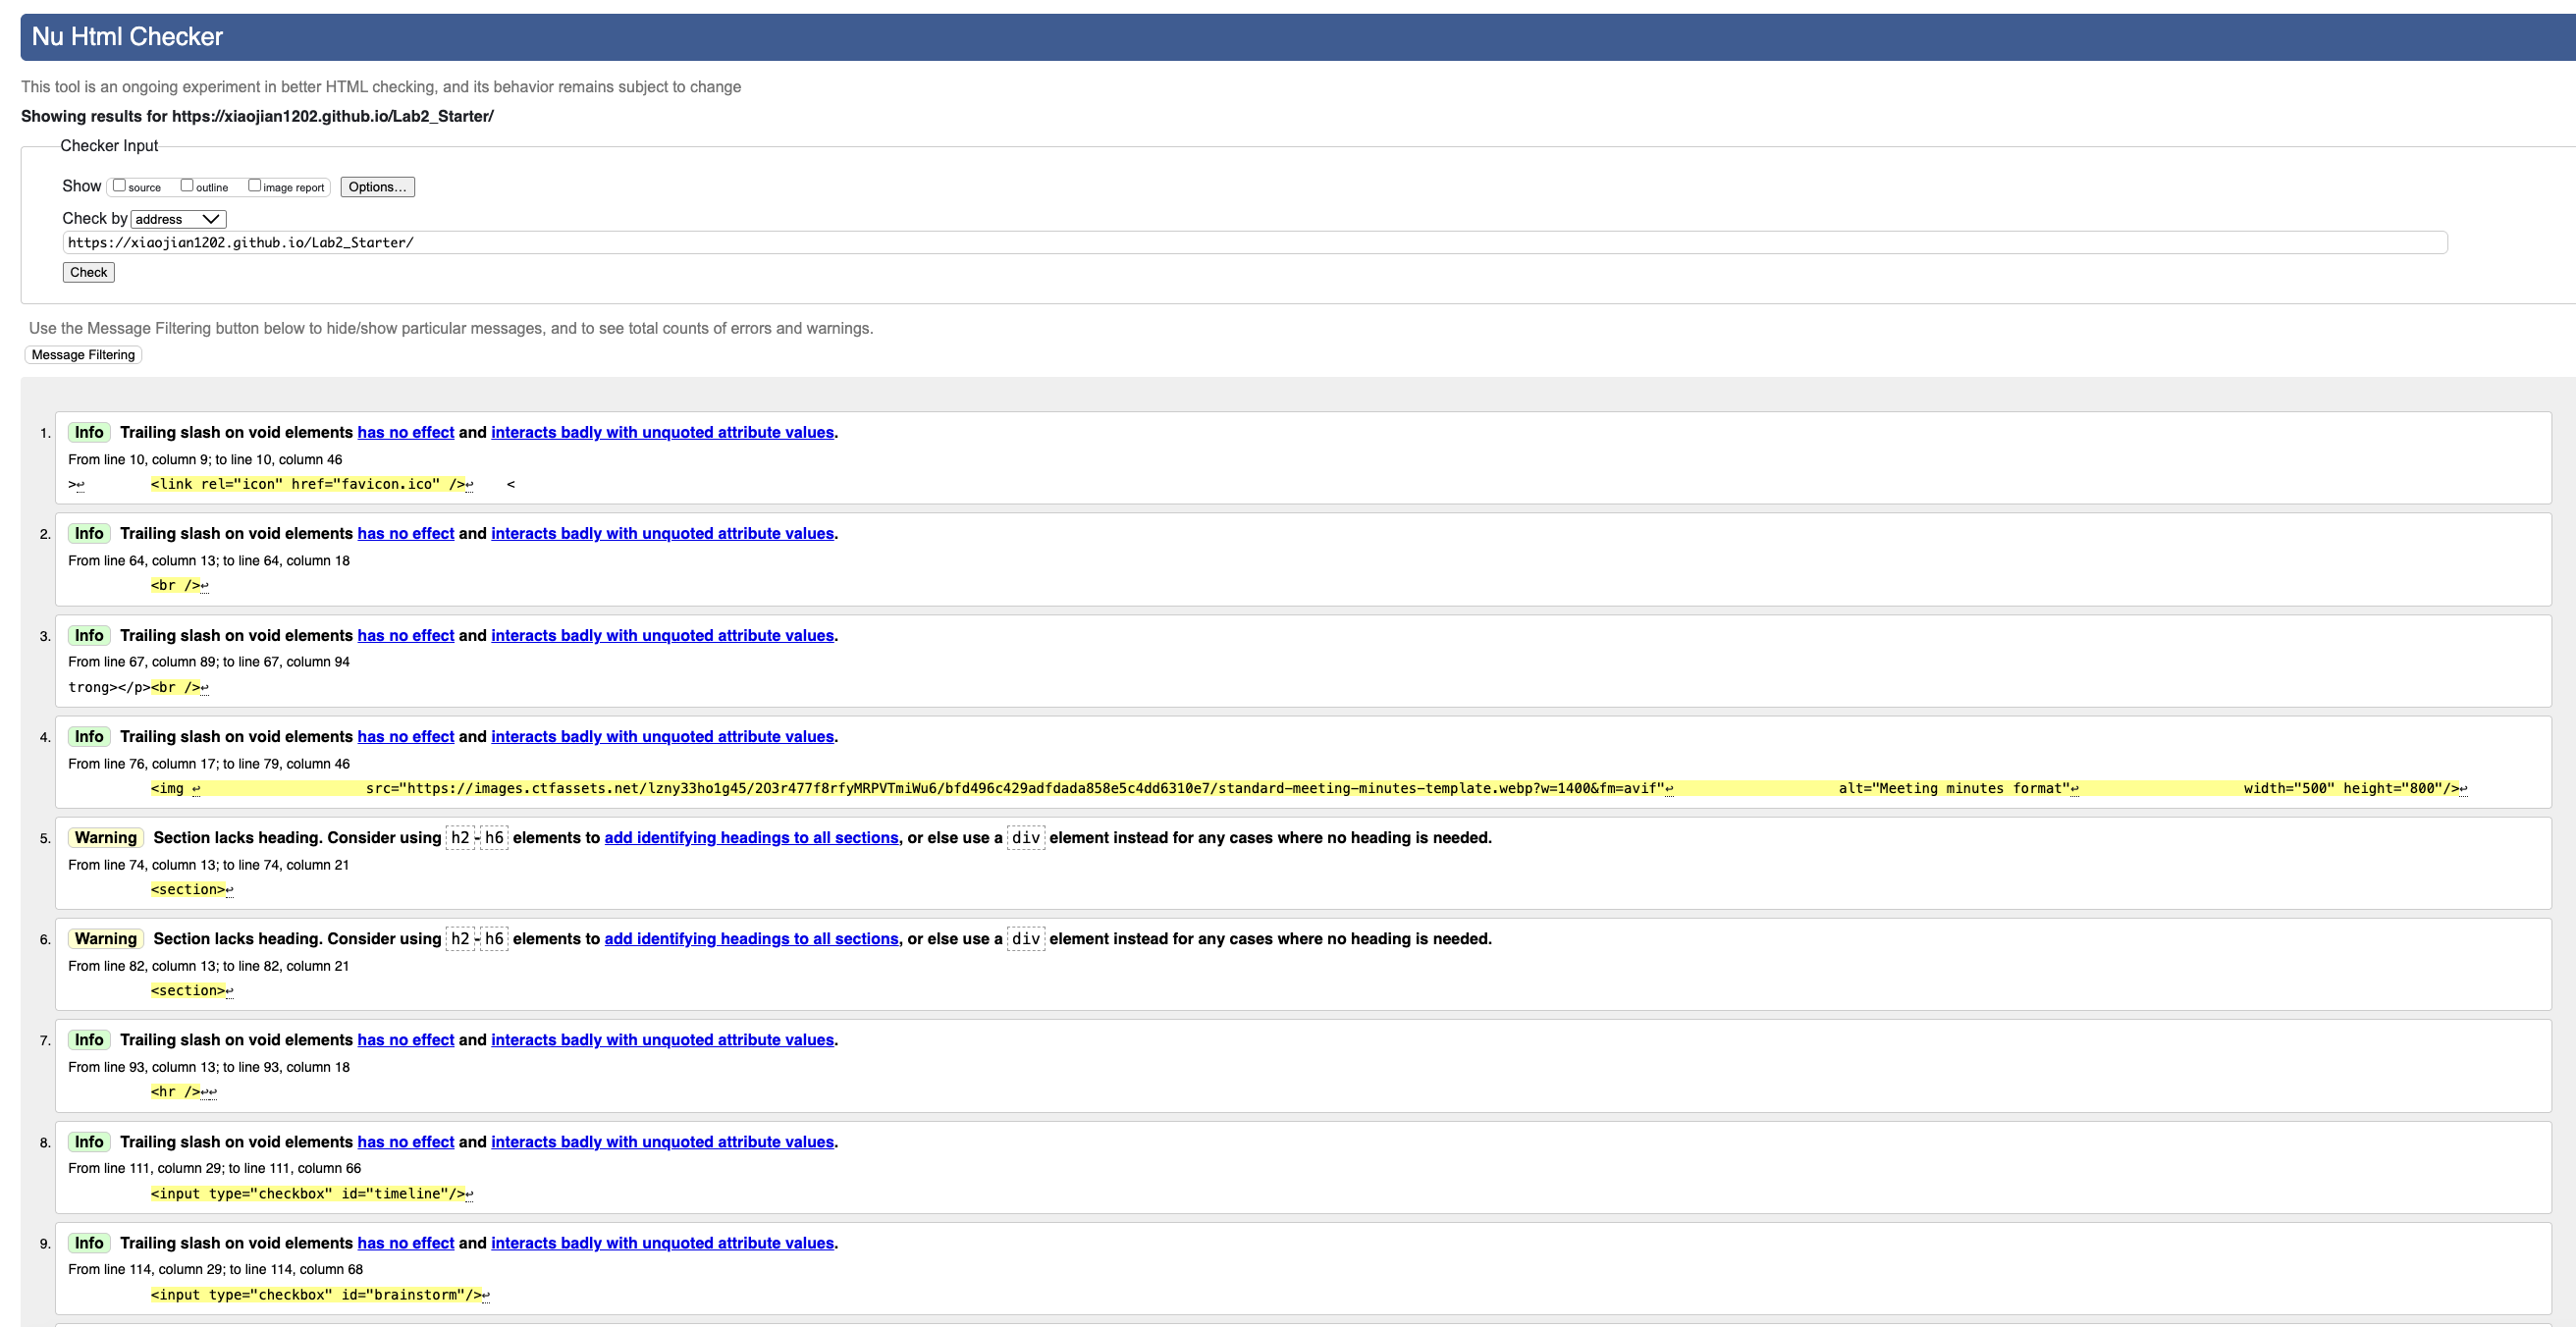 Nu Html Checker
This tool is an ongoing experiment in better HTML checking, and its behavior remains subject to change
Showing results for https://xiaojian1202.github.io/Lab2_Starter/
Checker Input
Show source outline image report Options...
Check by address
https://xiaojian1202.github.io/Lab2_Starter/
Check
Use the Message Filtering button below to hide/show particular messages, and to see total counts of errors and warnings.
Message Filtering
1. Info Trailing slash on void elements has no effect and interacts badly with unquoted attribute values.
From line 10, column 9; to line 10, column 46
>↩ <link rel="icon" href="favicon.ico" />↩ <
2. Info Trailing slash on void elements has no effect and interacts badly with unquoted attribute values.
From line 64, column 13; to line 64, column 18
<br />↩
3. Info Trailing slash on void elements has no effect and interacts badly with unquoted attribute values.
From line 67, column 89; to line 67, column 94
trong></p><br />↩
4. Info Trailing slash on void elements has no effect and interacts badly with unquoted attribute values.
From line 76, column 17; to line 79, column 46
<img ↩ src="https://images.ctfassets.net/lzny33ho1g45/2O3r477f8rfyMRPVTmiWu6/bfd496c429adfdada858e5c4dd6310e7/standard-meeting-minutes-template.webp?w=1400&fm=avif"↩ alt="Meeting minutes format"↩ width="500" height="800"/>↩
5. Warning Section lacks heading. Consider using h2-h6 elements to add identifying headings to all sections, or else use a div element instead for any cases where no heading is needed.
From line 74, column 13; to line 74, column 21
<section>↩
6. Warning Section lacks heading. Consider using h2-h6 elements to add identifying headings to all sections, or else use a div element instead for any cases where no heading is needed.
From line 82, column 13; to line 82, column 21
<section>↩
7. Info Trailing slash on void elements has no effect and interacts badly with unquoted attribute values.
From line 93, column 13; to line 93, column 18
<hr />↩↩
8. Info Trailing slash on void elements has no effect and interacts badly with unquoted attribute values.
From line 111, column 29; to line 111, column 66
<input type="checkbox" id="timeline"/>↩
9. Info Trailing slash on void elements has no effect and interacts badly with unquoted attribute values.
From line 114, column 29; to line 114, column 68
<input type="checkbox" id="brainstorm"/>↩